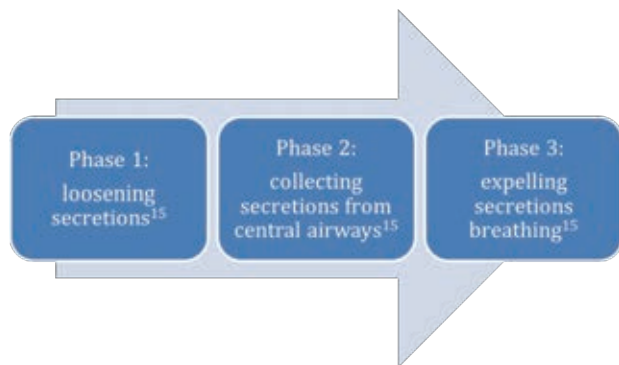 Phase 1:
loosening
secretions15
Phase 2:
collecting
secretions from
central airways15
Phase 3:
expelling
secretions
breathing15